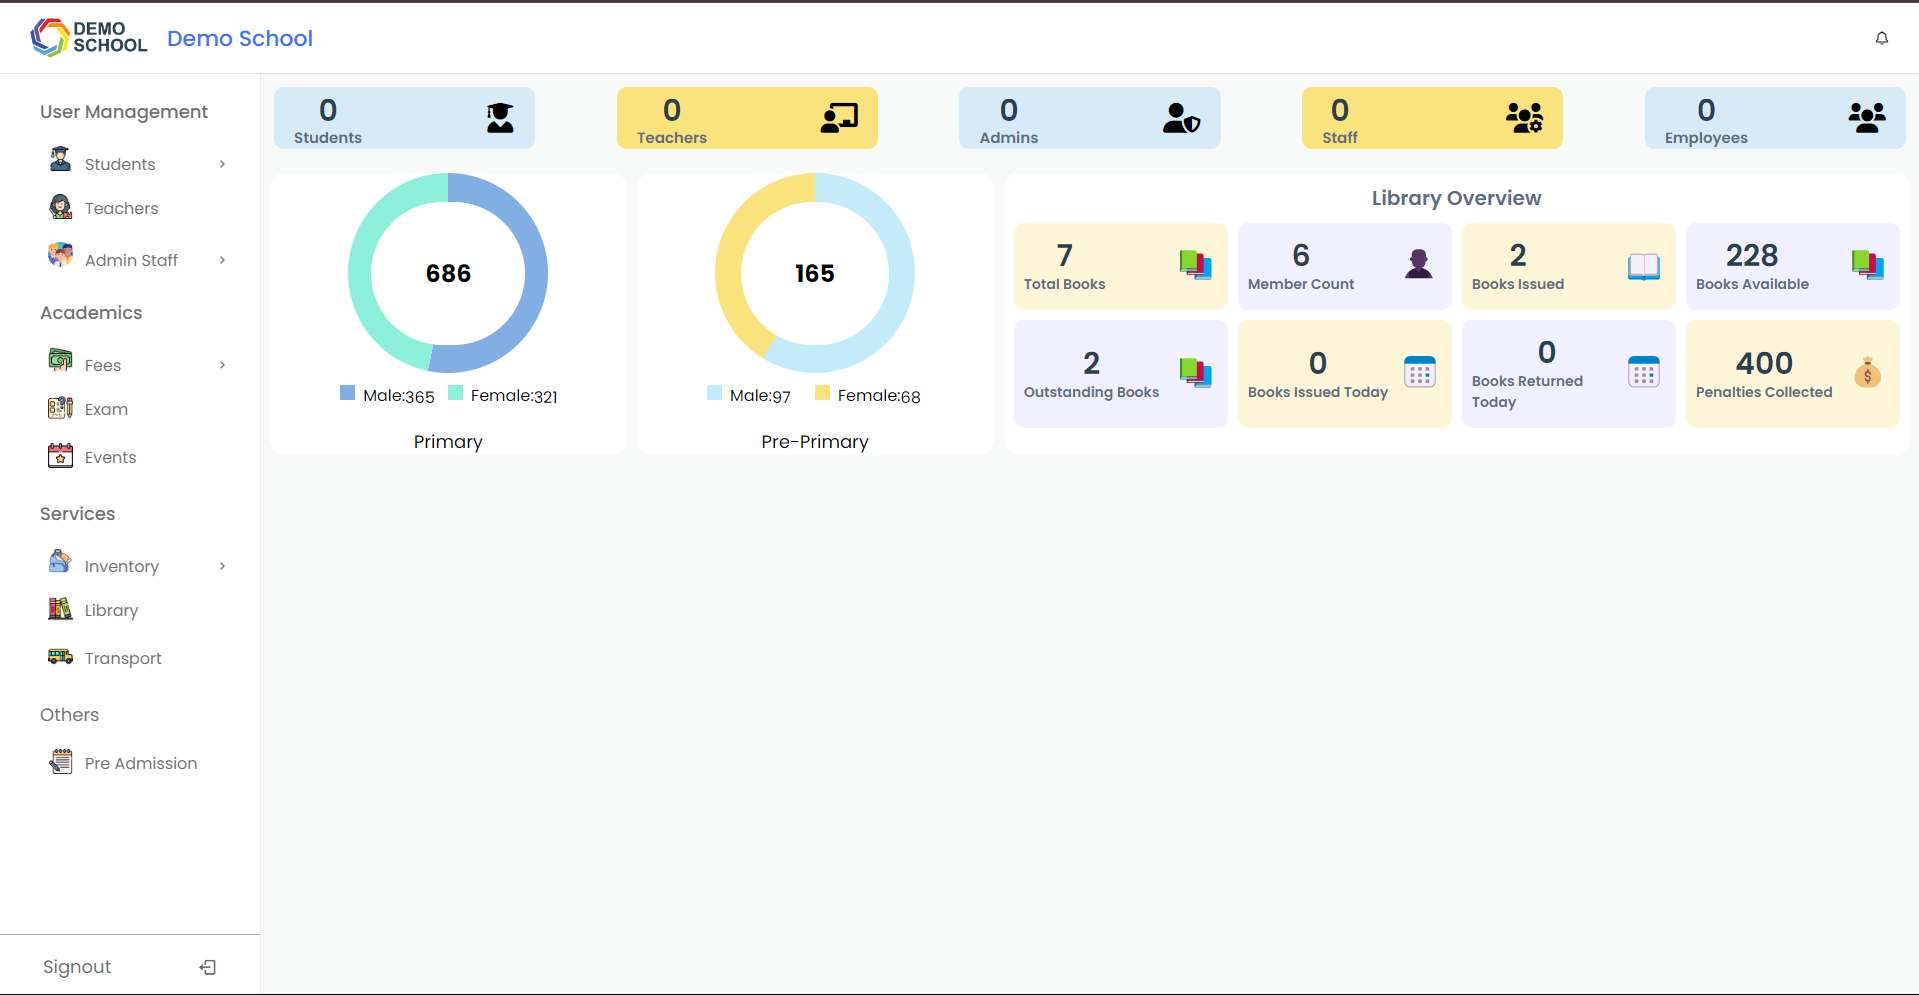 DEMO
SCHOOL
Demo School
User Management
Students
Teachers
Admin Staff
Academics
Fees
Exam
Events
Services
Inventory
Library
Transport
Others
Pre Admission
Signout
0
Students
0
Teachers
0
Admins
0
Staff
0
Employees
686
Male:365 Female:321
Primary
165
Male:97 Female:68
Pre-Primary
Library Overview
7
Total Books
6
Member Count
2
Books Issued
228
Books Available
2
Outstanding Books
0
Books Issued Today
0
Books Returned
Today
400
Penalties Collected